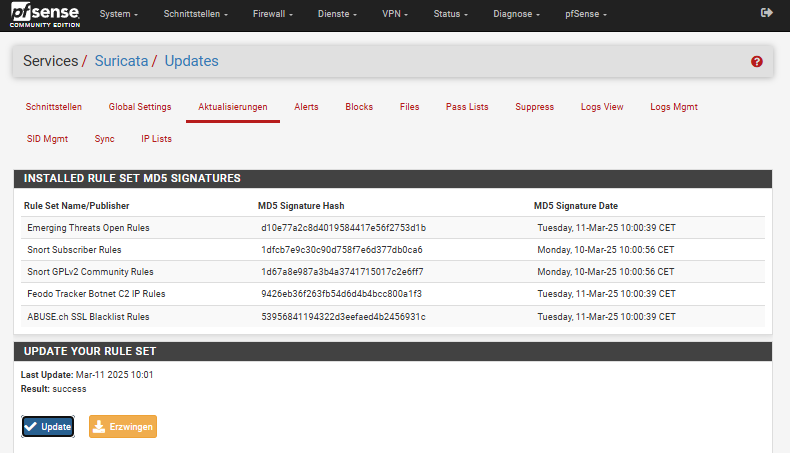 pfsense
COMMUNITY EDITION
System Schnittstellen Firewall Dienste VPN Status Diagnose pfSense
Services / Suricata / Updates
Schnittstellen Global Settings Aktualisierungen Alerts Blocks Files Pass Lists Suppress Logs View Logs Mgmt
SID Mgmt Sync IP Lists
INSTALLED RULE SET MD5 SIGNATURES
Rule Set Name/Publisher MD5 Signature Hash MD5 Signature Date
Emerging Threats Open Rules d10e77a2c8d4019584417e56f2753d1b Tuesday, 11-Mar-25 10:00:39 CET
Snort Subscriber Rules 1dfcb7e9c30c90d758f7e6d377db0ca6 Monday, 10-Mar-25 10:00:56 CET
Snort GPLv2 Community Rules 1d67a8e987a3b4a3741715017c2e6ff7 Monday, 10-Mar-25 10:00:56 CET
Feodo Tracker Botnet C2 IP Rules 9426eb36f263fb54d6d4b4bcc800a1f3 Tuesday, 11-Mar-25 10:00:39 CET
ABUSE.ch SSL Blacklist Rules 53956841194322d3eefaed4b2456931c Tuesday, 11-Mar-25 10:00:39 CET
UPDATE YOUR RULE SET
Last Update: Mar-11 2025 10:01
Result: success
Update Erzwingen